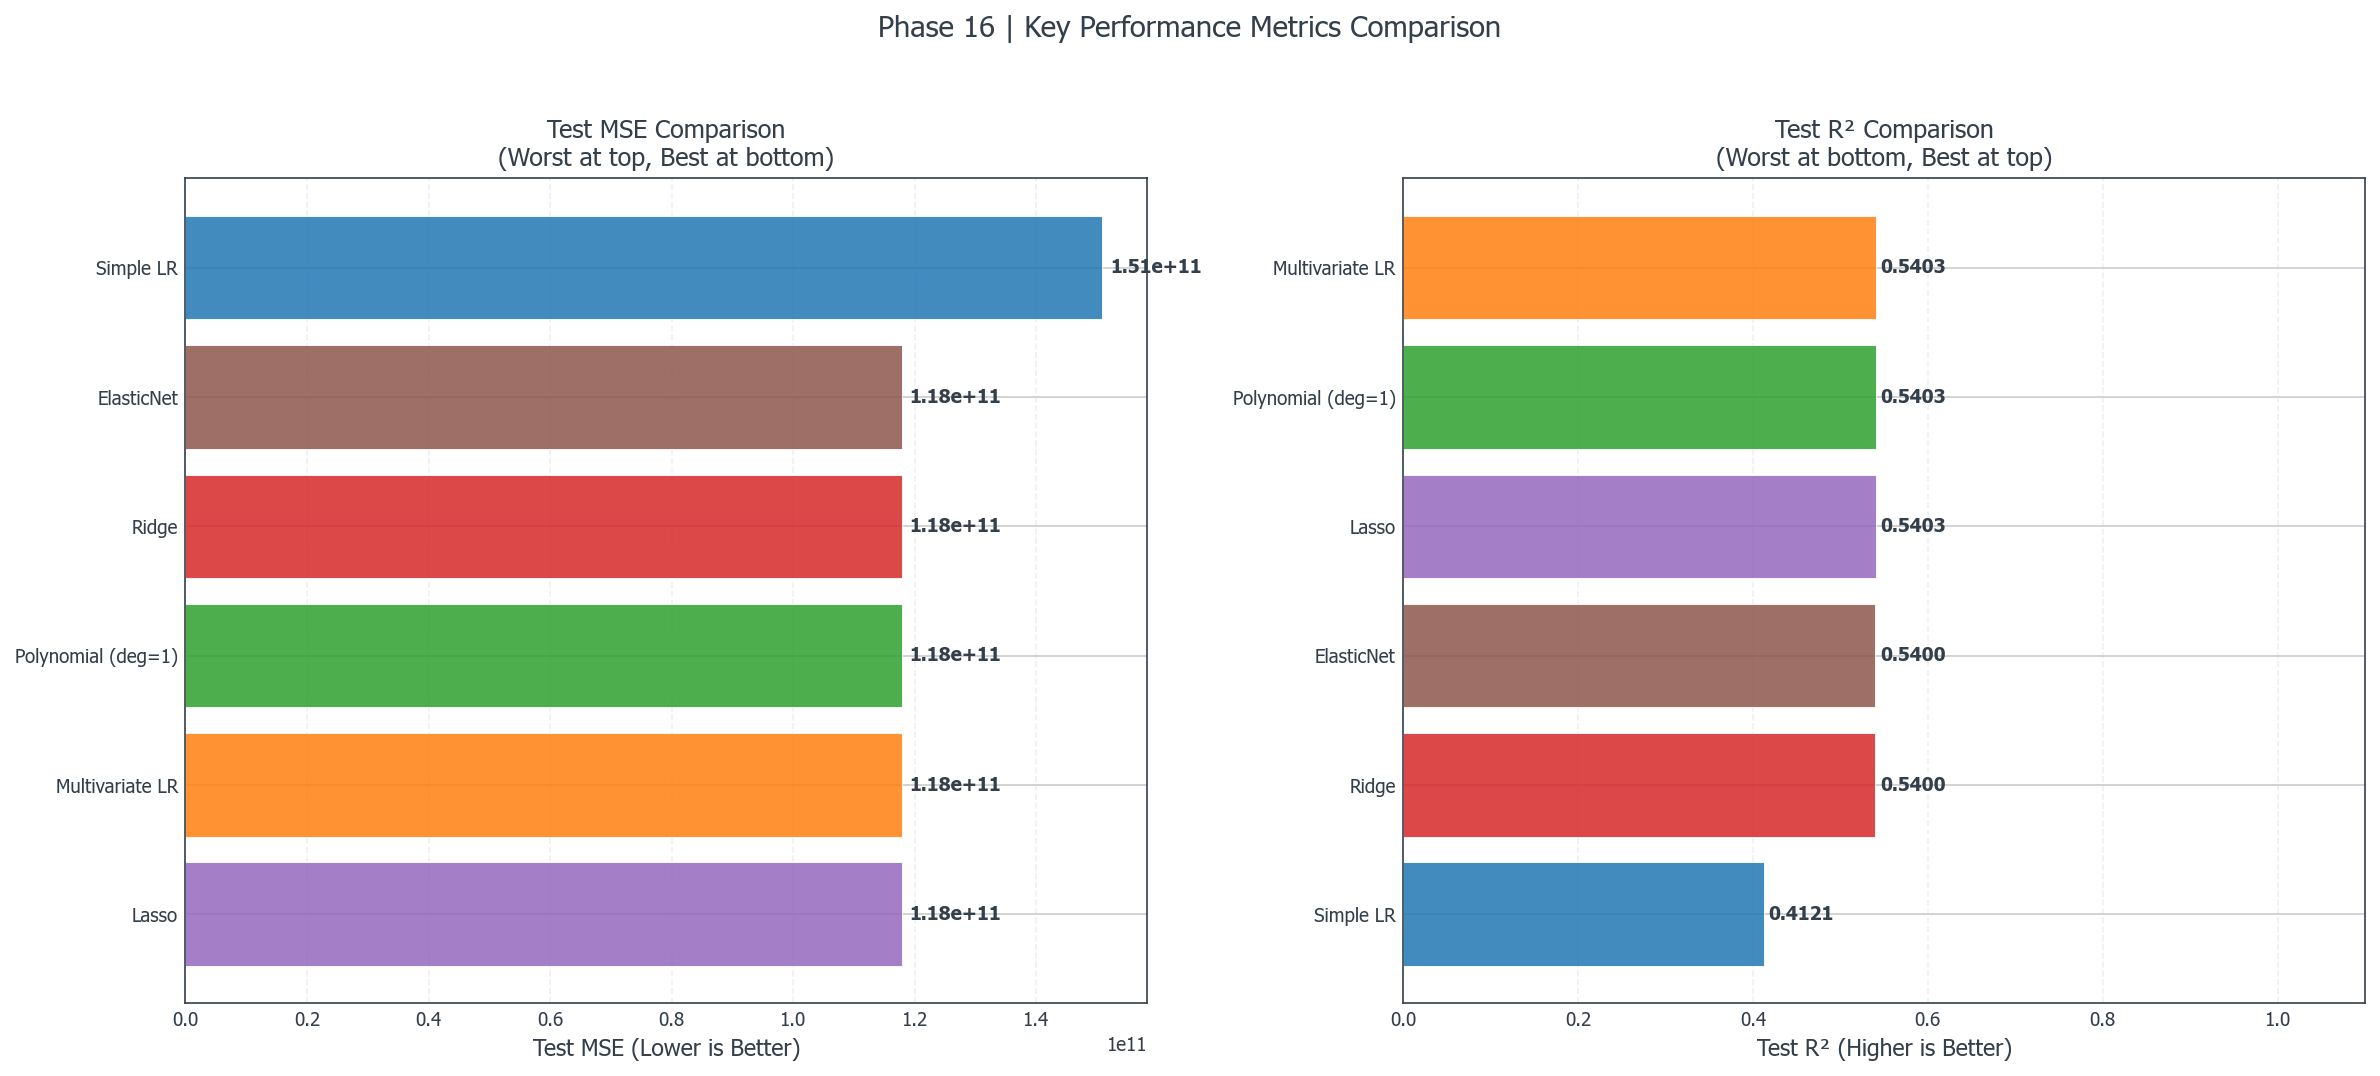 Phase 16 | Key Performance Metrics Comparison
Test MSE Comparison
(Worst at top, Best at bottom)
Simple LR
1.51e+11
ElasticNet
1.18e+11
Ridge
1.18e+11
Polynomial (deg=1)
1.18e+11
Multivariate LR
1.18e+11
Lasso
1.18e+11
0.0 0.2 0.4 0.6 0.8 1.0 1.2 1.4
1e11
Test MSE (Lower is Better)
Test R² Comparison
(Worst at bottom, Best at top)
Multivariate LR
0.5403
Polynomial (deg=1)
0.5403
Lasso
0.5403
ElasticNet
0.5400
Ridge
0.5400
Simple LR
0.4121
0.0 0.2 0.4 0.6 0.8 1.0
Test R² (Higher is Better)